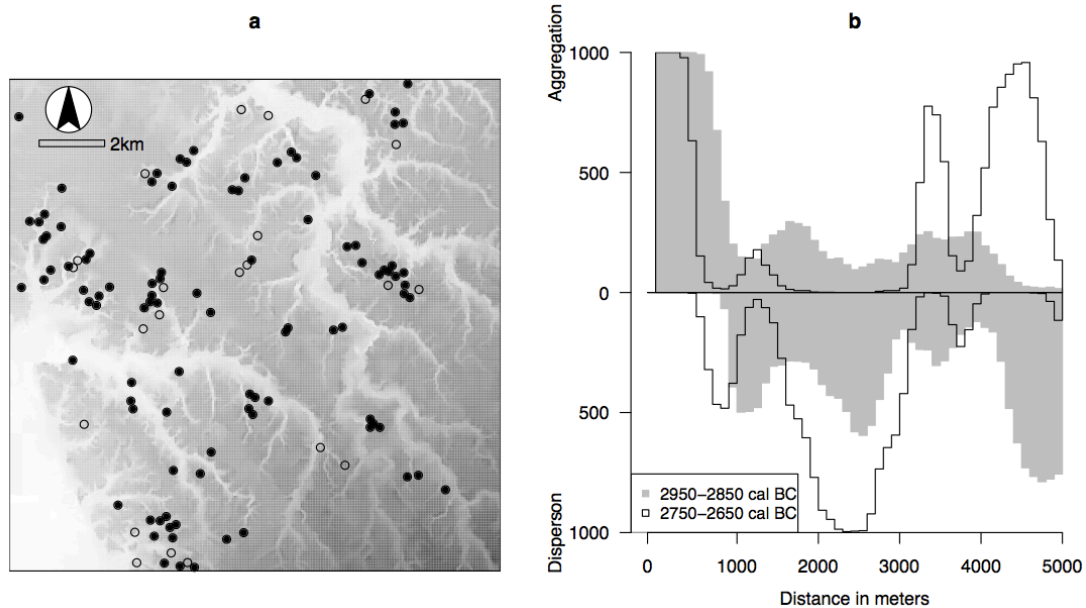 a
2km
b
Aggregation
Disperson
1000
500
0
500
1000
2950−2850 cal BC
2750−2650 cal BC
0 1000 2000 3000 4000 5000
Distance in meters